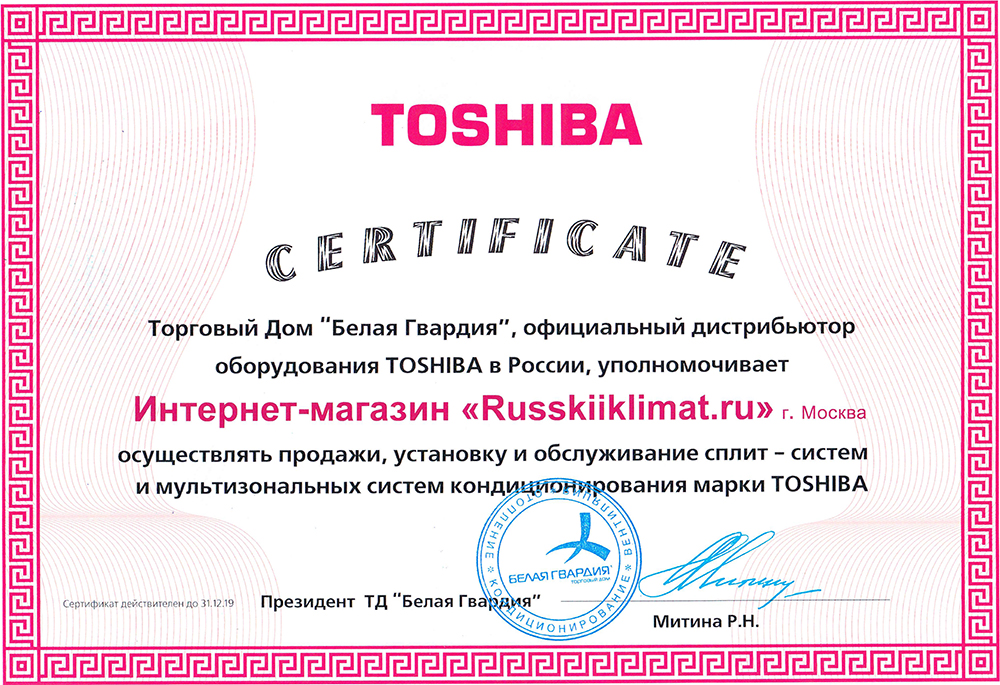 TOSHIBA
CERTIFICATE
Торговый Дом "Белая Гвардия", официальный дистрибьютор
оборудования TOSHIBA в России, уполномочивает
Интернет-магазин «Russkiiklimat.ru» г. Москва
осуществлять продажи, установку и обслуживание сплит – систем
и мультизональных систем кондиционирования марки TOSHIBA
ОТОПЛЕНИЕ * ВЕНТИЛЯЦИЯ * КОНДИЦИОНИРОВАНИЕ *
БЕЛАЯ ГВАРДИЯ
ТОРГОВЫЙ ДОМ
Сертификат действителен до 31.12.19
Президент ТД "Белая Гвардия"
Митина Р.Н.